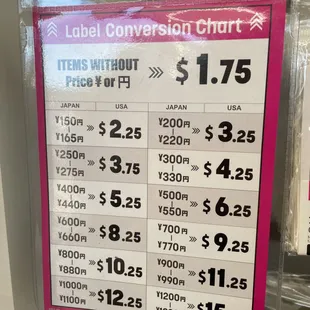 Label Conversion Chart
ITEMS WITHOUT
Price ¥ or 円 >>> $1.75
JAPAN USA JAPAN USA
¥150円 | ¥165円 >>> $2.25 ¥200円 | ¥220円 >>> $3.25
¥250円 | ¥275円 >>> $3.75 ¥300円 | ¥330円 >>> $4.25
¥400円 | ¥440円 >>> $5.25 ¥500円 | ¥550円 >>> $6.25
¥600円 | ¥660円 >>> $8.25 ¥700円 | ¥770円 >>> $9.25
¥800円 | ¥880円 >>> $10.25 ¥900円 | ¥990円 >>> $11.25
¥1000円 | ¥1100円 >>> $12.25 ¥1200円